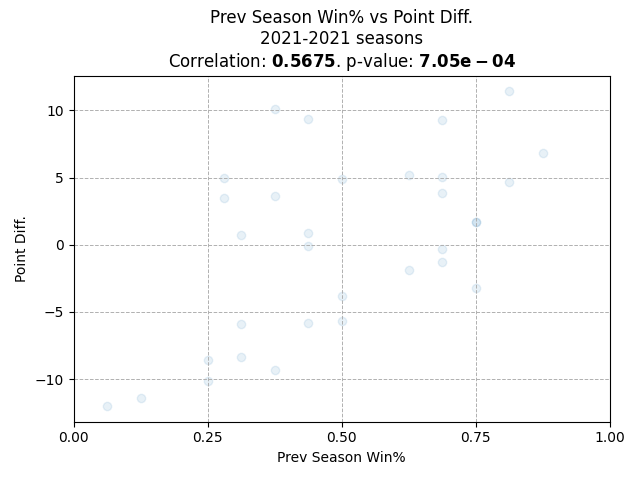 Prev Season Win% vs Point Diff.
2021-2021 seasons
Correlation: 0.5675. p-value: 7.05e − 04
10
5
0
−5
−10
Point Diff.
0.00 0.25 0.50 0.75 1.00
Prev Season Win%